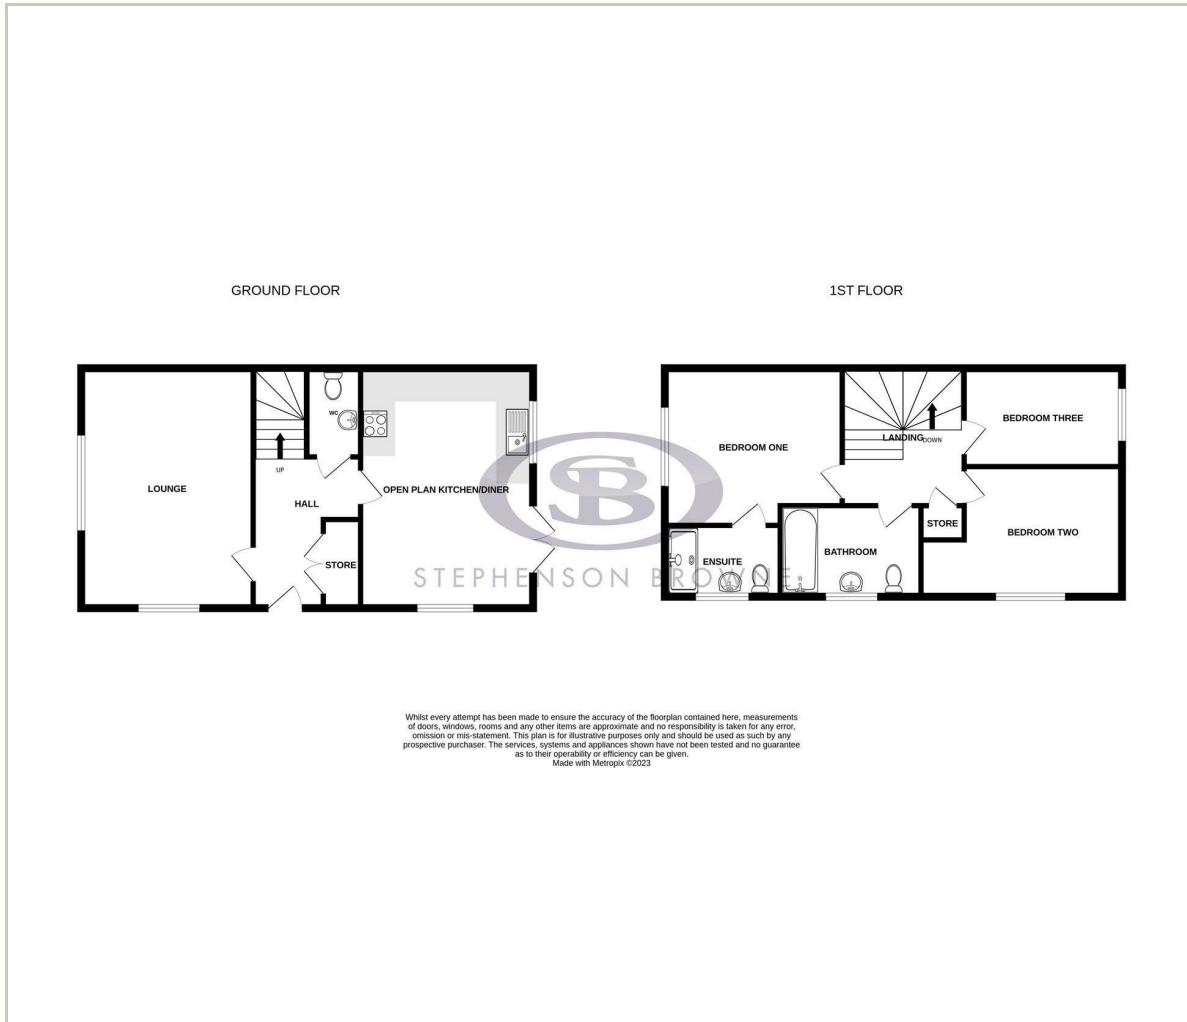 GROUND FLOOR
1ST FLOOR
LOUNGE
UP
HALL
WC
STORE
OPEN PLAN KITCHEN/DINER
BEDROOM ONE
LANDING
DOWN
BEDROOM THREE
BEDROOM TWO
STORE
ENSUITE
BATHROOM
SB
STEPHENSON BROWNE
Whilst every attempt has been made to ensure the accuracy of the floorplan contained here, measurements
of doors, windows, rooms and any other items are approximate and no responsibility is taken for any error,
omission or mis-statement. This plan is for illustrative purposes only and should be used as such by any
prospective purchaser. The services, systems and appliances shown have not been tested and no guarantee
as to their operability or efficiency can be given.
Made with Metropix ©2023